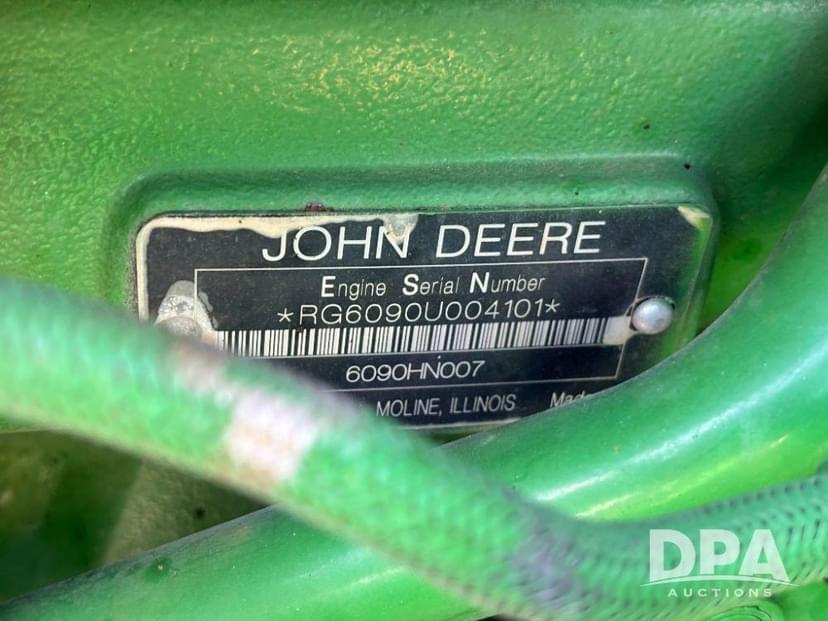 JOHN DEERE
Engine Serial Number
*RG6090U004101*
6090HN007
MOLINE, ILLINOIS
DPA
AUCTIONS